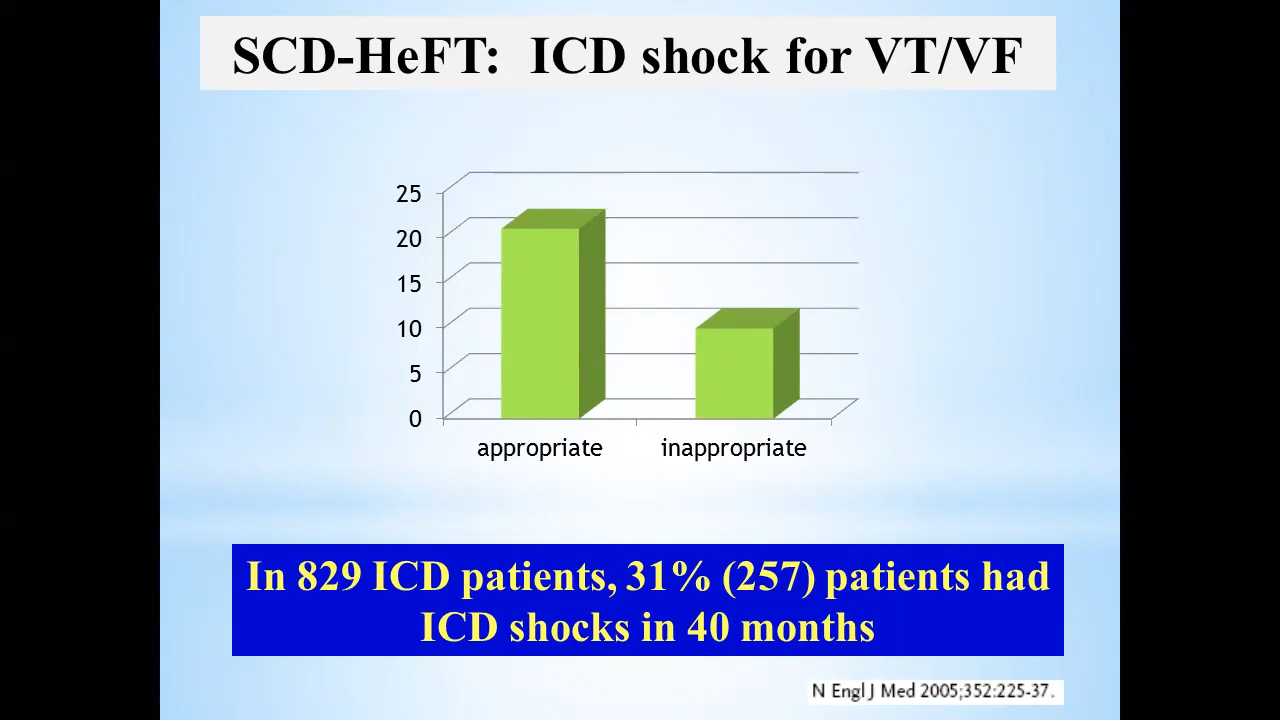 SCD-HeFT:  ICD shock for VT/VF
25
20
15
10
5
0
appropriate
inappropriate
In 829 ICD patients, 31% (257) patients had
ICD shocks in 40 months
N Engl J Med 2005;352:225-37.